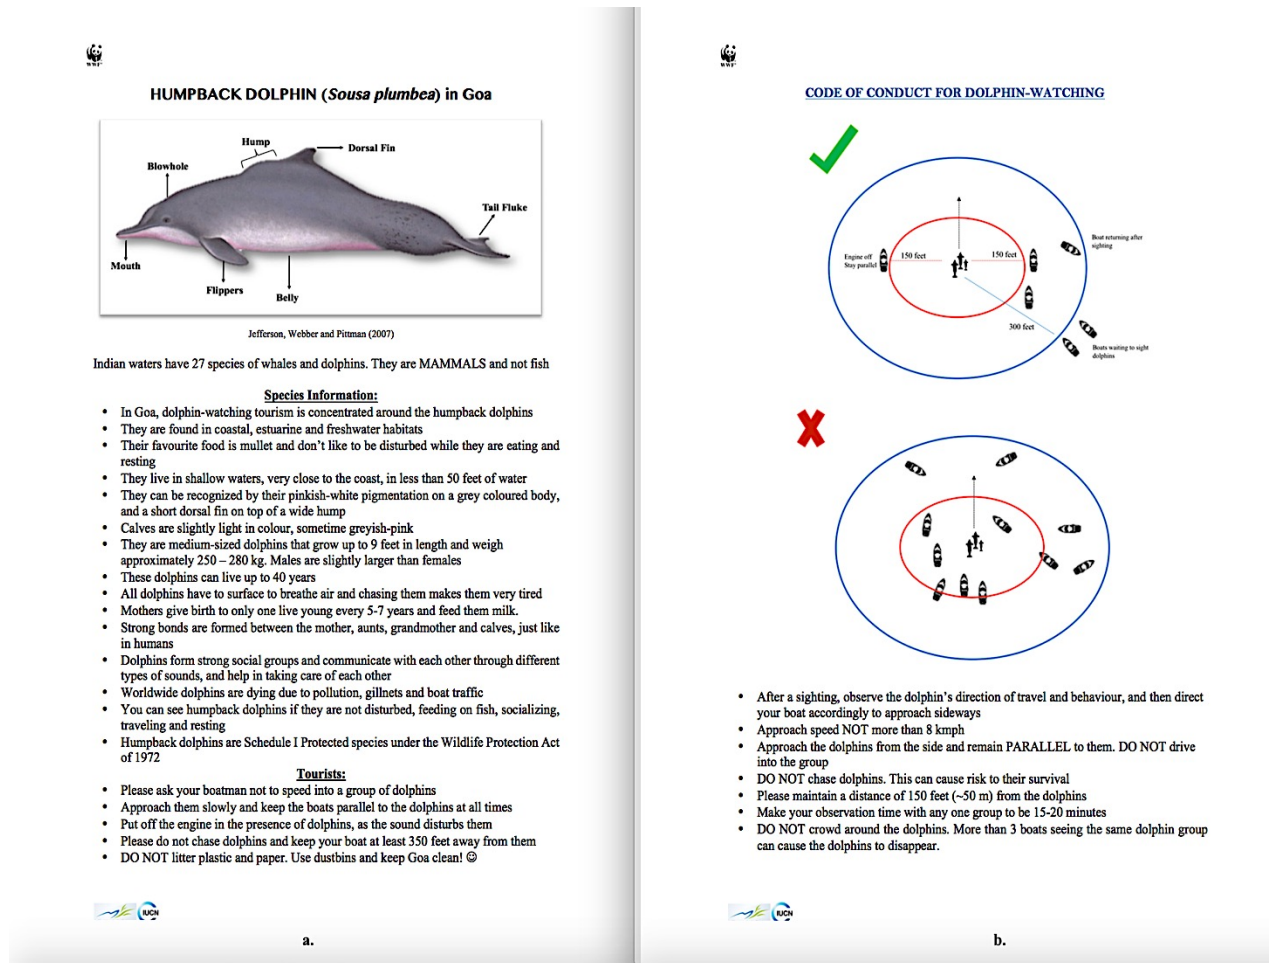 WWF
HUMPBACK DOLPHIN (Sousa plumbea) in Goa
Hump
Dorsal Fin
Blowhole
Tail Fluke
Mouth
Flippers
Belly
Jefferson, Webber and Pittman (2007)
Indian waters have 27 species of whales and dolphins. They are MAMMALS and not fish
Species Information:
• In Goa, dolphin-watching tourism is concentrated around the humpback dolphins
• They are found in coastal, estuarine and freshwater habitats
• Their favourite food is mullet and don't like to be disturbed while they are eating and
resting
• They live in shallow waters, very close to the coast, in less than 50 feet of water
• They can be recognized by their pinkish-white pigmentation on a grey coloured body,
and a short dorsal fin on top of a wide hump
• Calves are slightly light in colour, sometime greyish-pink
• They are medium-sized dolphins that grow up to 9 feet in length and weigh
approximately 250 – 280 kg. Males are slightly larger than females
• These dolphins can live up to 40 years
• All dolphins have to surface to breathe air and chasing them makes them very tired
• Mothers give birth to only one live young every 5-7 years and feed them milk.
• Strong bonds are formed between the mother, aunts, grandmother and calves, just like
in humans
• Dolphins form strong social groups and communicate with each other through different
types of sounds, and help in taking care of each other
• Worldwide dolphins are dying due to pollution, gillnets and boat traffic
• You can see humpback dolphins if they are not disturbed, feeding on fish, socializing,
traveling and resting
• Humpback dolphins are Schedule I Protected species under the Wildlife Protection Act
of 1972
Tourists:
• Please ask your boatman not to speed into a group of dolphins
• Approach them slowly and keep the boats parallel to the dolphins at all times
• Put off the engine in the presence of dolphins, as the sound disturbs them
• Please do not chase dolphins and keep your boat at least 350 feet away from them
• DO NOT litter plastic and paper. Use dustbins and keep Goa clean! ☺
IUCN
a.
WWF
CODE OF CONDUCT FOR DOLPHIN-WATCHING
Boat returning after
sighting
Engine off
Stay parallel
150 feet
150 feet
300 feet
Boats waiting to sight
dolphins
• After a sighting, observe the dolphin's direction of travel and behaviour, and then direct
your boat accordingly to approach sideways
• Approach speed NOT more than 8 kmph
• Approach the dolphins from the side and remain PARALLEL to them. DO NOT drive
into the group
• DO NOT chase dolphins. This can cause risk to their survival
• Please maintain a distance of 150 feet (~50 m) from the dolphins
• Make your observation time with any one group to be 15-20 minutes
• DO NOT crowd around the dolphins. More than 3 boats seeing the same dolphin group
can cause the dolphins to disappear.
IUCN
b.